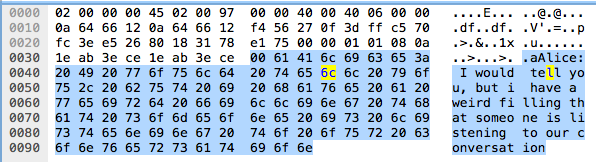 0000 02 00 00 00 45 02 00 97 00 00 40 00 40 06 00 00 ....E... ..@.@...
0010 0a 64 66 12 0a 64 66 12 f4 56 27 0f 3d ff c5 70 .df..df. .V'.=..p
0020 fc 3e e5 26 80 18 31 78 e1 75 00 00 01 01 08 0a .>.&..1x .u......
0030 1e ab 3e ce 1e ab 3e ce 00 61 41 6c 69 63 65 3a ..>...>. .aAlice:
0040 20 49 20 77 6f 75 6c 64 20 74 65 6c 6c 20 79 6f I would tell yo
0050 75 2c 20 62 75 74 20 69 20 68 61 76 65 20 61 20 u, but i have a
0060 77 65 69 72 64 20 66 69 6c 6c 69 6e 67 20 74 68 weird fi lling th
0070 61 74 20 73 6f 6d 65 6f 6e 65 20 69 73 20 6c 69 at someo ne is li
0080 73 74 65 6e 69 6e 67 20 74 6f 20 6f 75 72 20 63 stening to our c
0090 6f 6e 76 65 72 73 61 74 69 6f 6e onversat ion